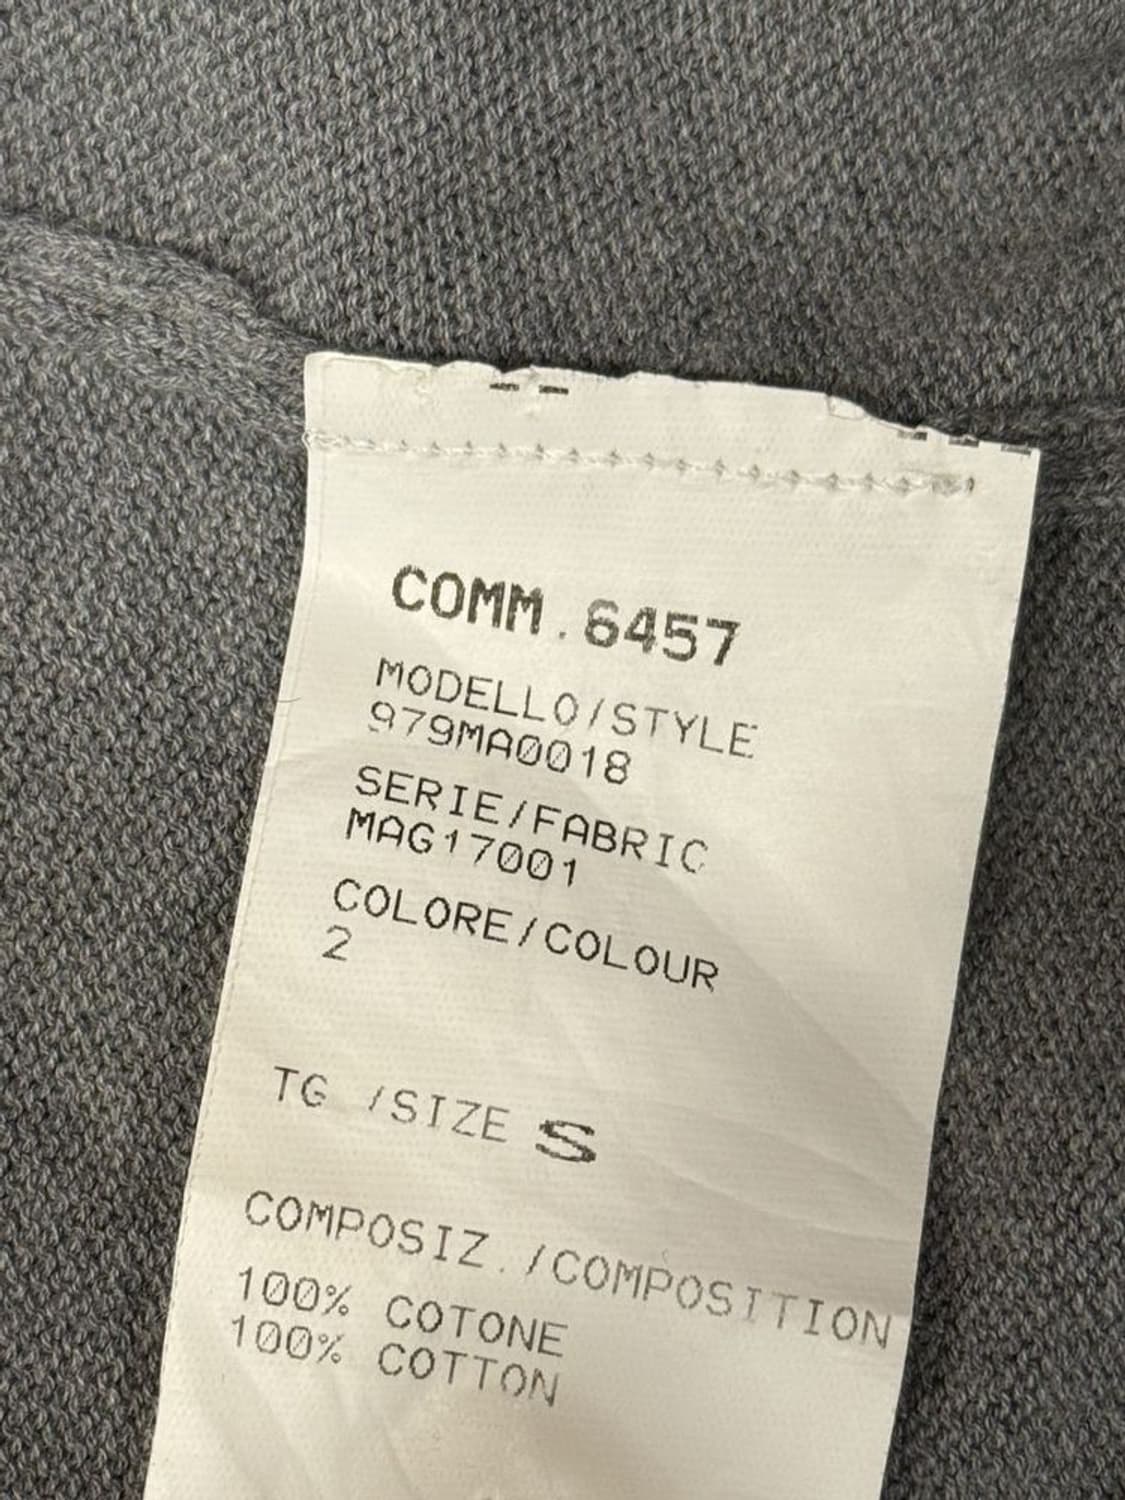 COMM.6457
MODELLO/STYLE
979MA0018
SERIE/FABRIC
MAG17001
COLORE/COLOUR
2
TG /SIZE S
COMPOSIZ./COMPOSITION
100% COTONE
100% COTTON